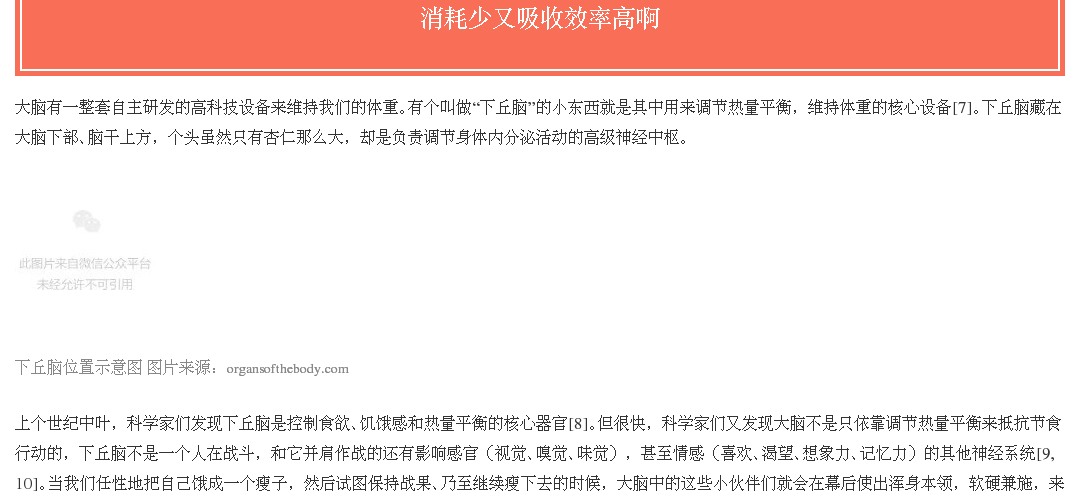 消耗少又吸收效率高啊
大脑有一整套自主研发的高科技设备来维持我们的体重。有个叫做“下丘脑”的小东西就是其中用来调节热量平衡，维持体重的核心设备[7]。下丘脑藏在
大脑下部、脑干上方，个头虽然只有杏仁那么大，却是负责调节身体内分泌活动的高级神经中枢。
此图片来自微信公众平台
未经允许不可引用
下丘脑位置示意图 图片来源：organsofthebody.com
上个世纪中叶，科学家们发现下丘脑是控制食欲、饥饿感和热量平衡的核心器官[8]。但很快，科学家们又发现大脑不是只依靠调节热量平衡来抵抗节食
行动的，下丘脑不是一个人在战斗，和它并肩作战的还有影响感官（视觉、嗅觉、味觉），甚至情感（喜欢、渴望、想象力、记忆力）的其他神经系统[9,
10]。当我们任性地把自己饿成一个瘦子，然后试图保持战果、乃至继续瘦下去的时候，大脑中的这些小伙伴们就会在幕后使出浑身本领，软硬兼施，来